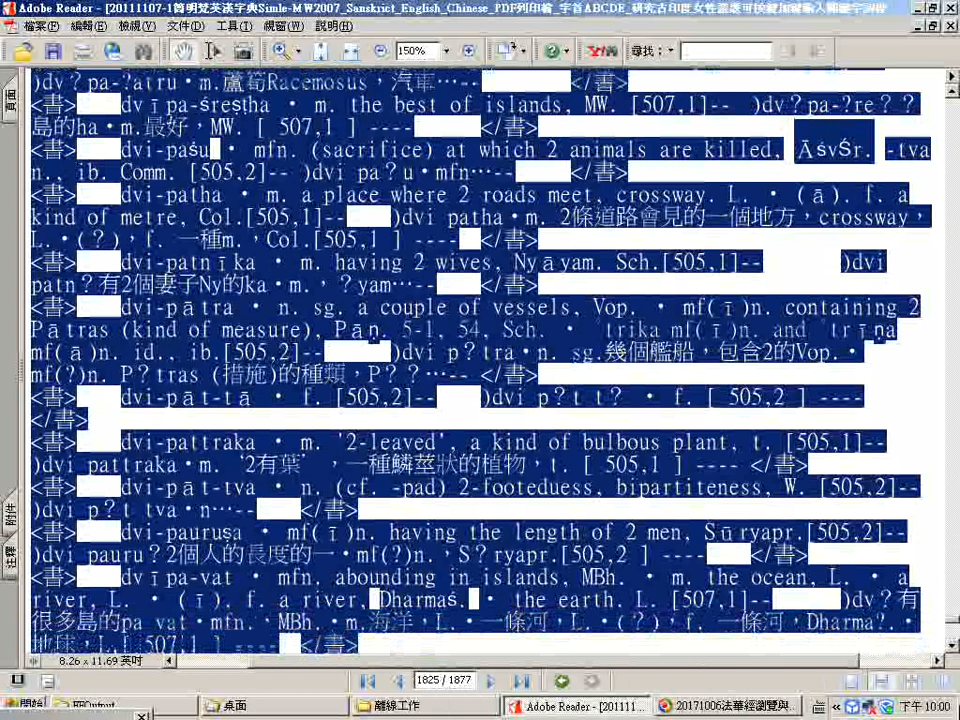 Adobe Reader - [20111107-1簡明梵英漢字典Simle-MW2007_Sanskrict_English_Chinese_PDF列印檔_字首ABCDE_研究古印度女性
檔案(F) 編輯(E) 檢視(V) 文件(D) 工具(T) 視窗(W) 說明(H)
150% Y!搜尋 尋找：
)dv？pa-?atru・m.蘆筍Racemosus，汽車…-- </書>
<書> dvīpa-śreṣṭha ・ m. the best of islands, MW. [507,1]-- )dv？pa-?re？？
島的ha・m.最好，MW. [ 507,1 ] ---- </書>
<書> dvi-paśu ・ mfn. (sacrifice) at which 2 animals are killed, ĀśvŚr. -tva
n., ib. Comm. [505,2]-- )dvi pa？u・mfn…-- </書>
<書> dvi-patha ・ m. a place where 2 roads meet, crossway. L. ・ (ā). f. a
kind of metre, Col.[505,1]-- )dvi patha・m. 2條道路會見的一個地方，crossway，
L.・(？)，f. 一種m.，Col.[505,1 ] ---- </書>
<書> dvi-patnīka ・ m. having 2 wives, Nyāyam. Sch.[505,1]-- )dvi
patn？有2個妻子Ny的ka・m.，？yam…-- </書>
<書> dvi-pātra ・ n. sg. a couple of vessels, Vop. ・ mf(ī)n. containing 2
Pātras (kind of measure), Pāṇ. 5-1, 54, Sch. ・ °trika mf(ī)n. and °trīṇa
mf(ā)n. id., ib.[505,2]-- )dvi p？tra・n. sg.幾個艦船，包含2的Vop.・
mf(?)n. P？tras (措施)的種類，P？？…-- </書>
<書> dvi-pāt-tā ・ f. [505,2]-- )dvi p？t t？ ・ f. [ 505,2 ] ----
</書>
<書> dvi-pattraka ・ m. '2-leaved', a kind of bulbous plant, t. [505,1]--
)dvi pattraka・m. '2有葉'，一種鱗莖狀的植物，t. [ 505,1 ] ---- </書>
<書> dvi-pāt-tva ・ n. (cf. -pad) 2-footeduess, bipartiteness, W. [505,2]--
)dvi p？t tva・n…-- </書>
<書> dvi-pauruṣa ・ mf(ī)n. having the length of 2 men, Sūryapr.[505,2]--
)dvi pauru？2個人的長度的一・mf(?)n.，S？ryapr.[505,2 ] ---- </書>
<書> dvīpa-vat ・ mfn. abounding in islands, MBh. ・ m. the ocean, L. ・ a
river, L. ・ (ī). f. a river, Dharmaś. ・ the earth. L. [507,1]-- )dv？有
很多島的pa vat・mfn.，MBh.・m.海洋，L.・一條河，L.・(？)，f. 一條河，Dharma?.・
地球，L.[ 507,1 ] ---- </書>
頁面
附件
註釋
8.26 x 11.69 英吋
1825 / 1877
開始 FFOutput 桌面 離線工作 Adobe Reader - [201111... 20171006法華經瀏覽與... 下午 10:00